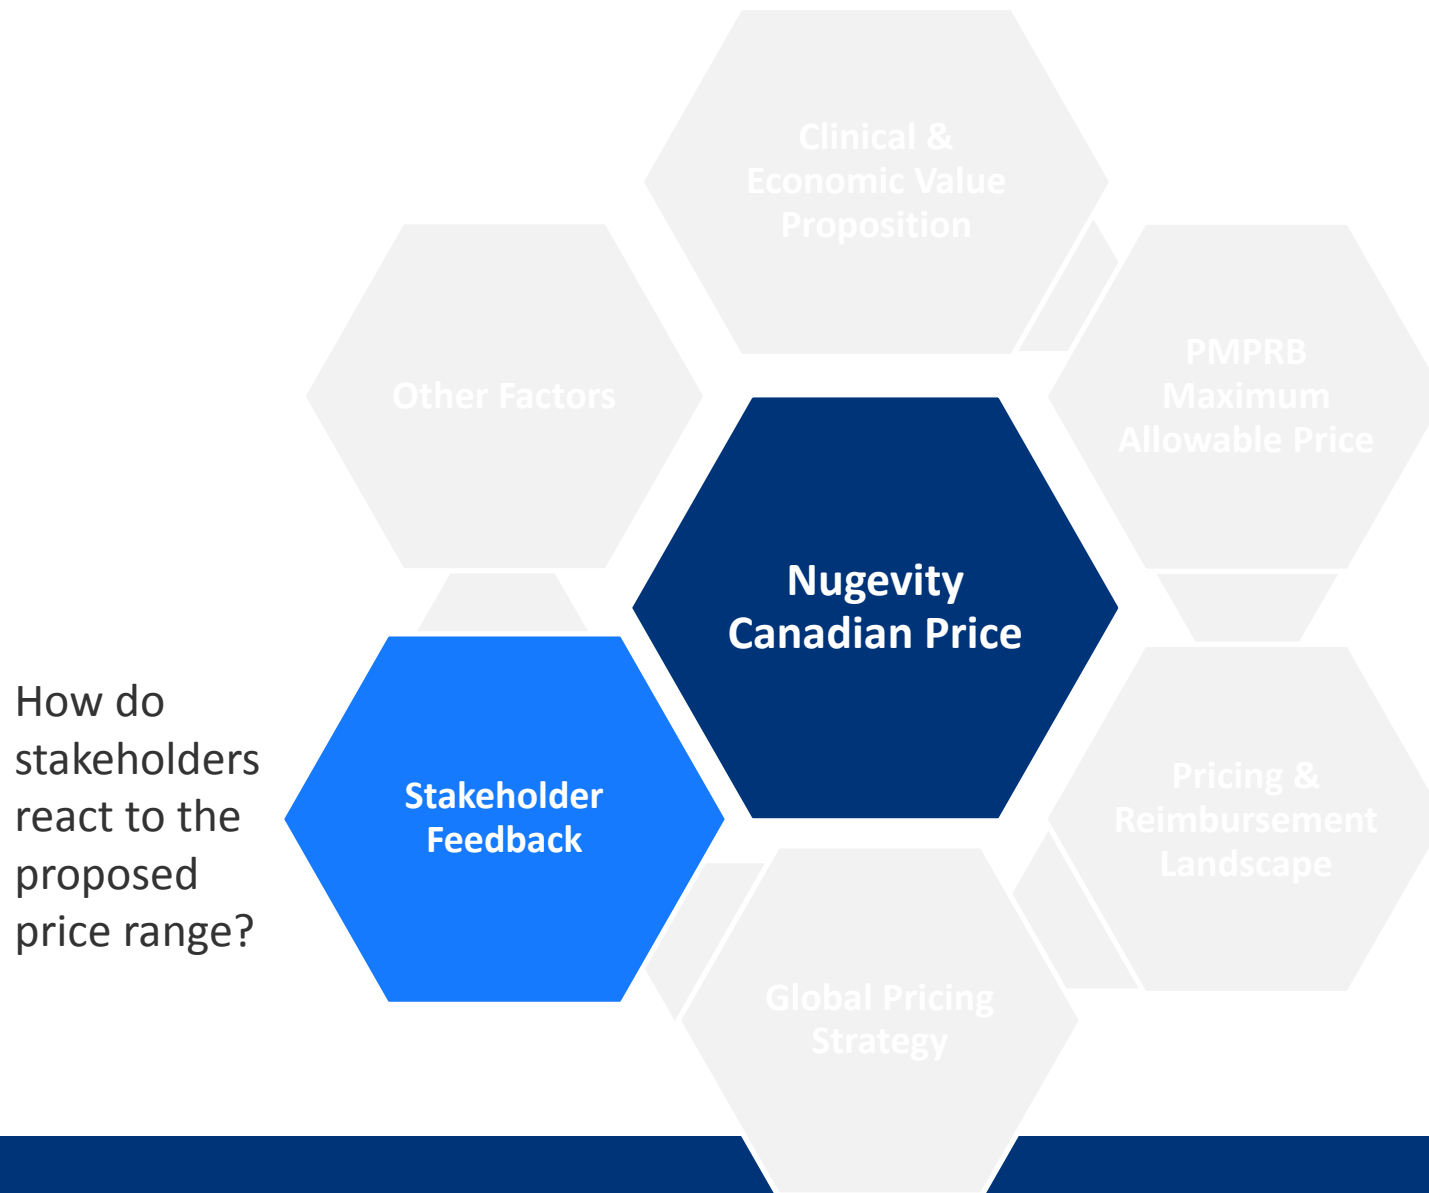 Clinical &
Economic Value
Proposition
Other Factors
PMPRB
Maximum
Allowable Price
Nugevity
Canadian Price
How do
stakeholders
react to the
proposed
price range?
Stakeholder
Feedback
Pricing &
Reimbursement
Landscape
Global Pricing
Strategy